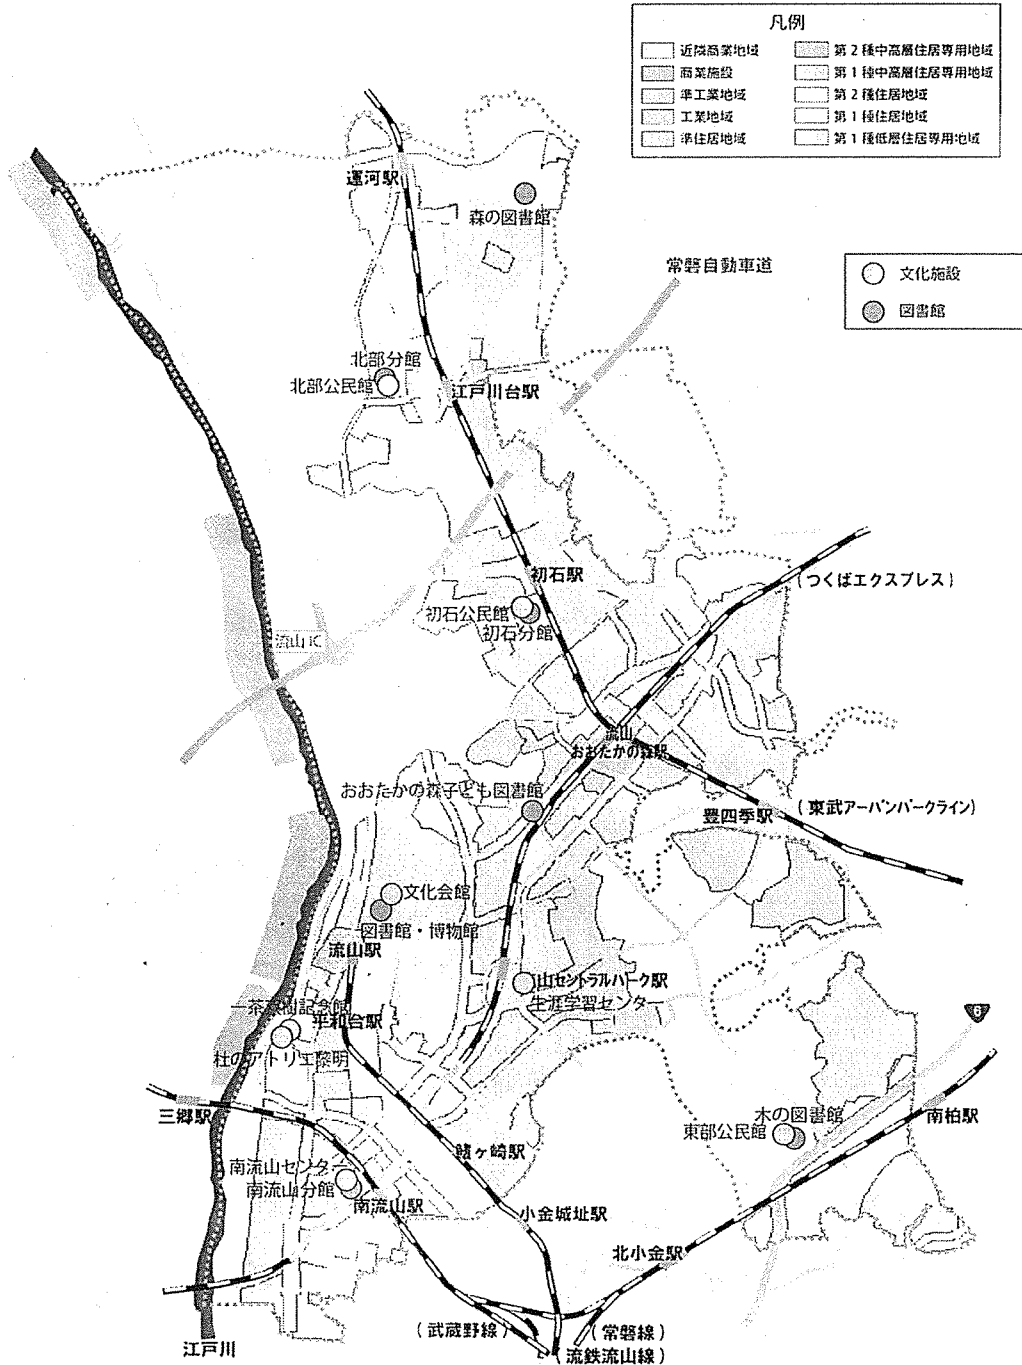 凡例
近隣商業地域
商業施設
準工業地域
工業地域
準住居地域
第2種中高層住居専用地域
第1種中高層住居専用地域
第2種住居地域
第1種住居地域
第1種低層住居専用地域
運河駅
森の図書館
常磐自動車道
文化施設
図書館
北部分館
北部公民館
江戸川台駅
初石駅
(つくばエクスプレス)
初石公民館
初石分館
流山IC
流山
おおたかの森駅
おおたかの森子ども図書館
豊四季駅
(東武アーバンパークライン)
文化会館
図書館・博物館
流山駅
山セントラルパーク駅
生涯学習センター
一茶双樹記念館
平和台駅
杜のアトリエ黎明
6
三郷駅
木の図書館
東部公民館
南柏駅
鰭ヶ崎駅
南流山センター
南流山分館
南流山駅
小金城址駅
北小金駅
(武蔵野線)
(常磐線)
(流鉄流山線)
江戸川